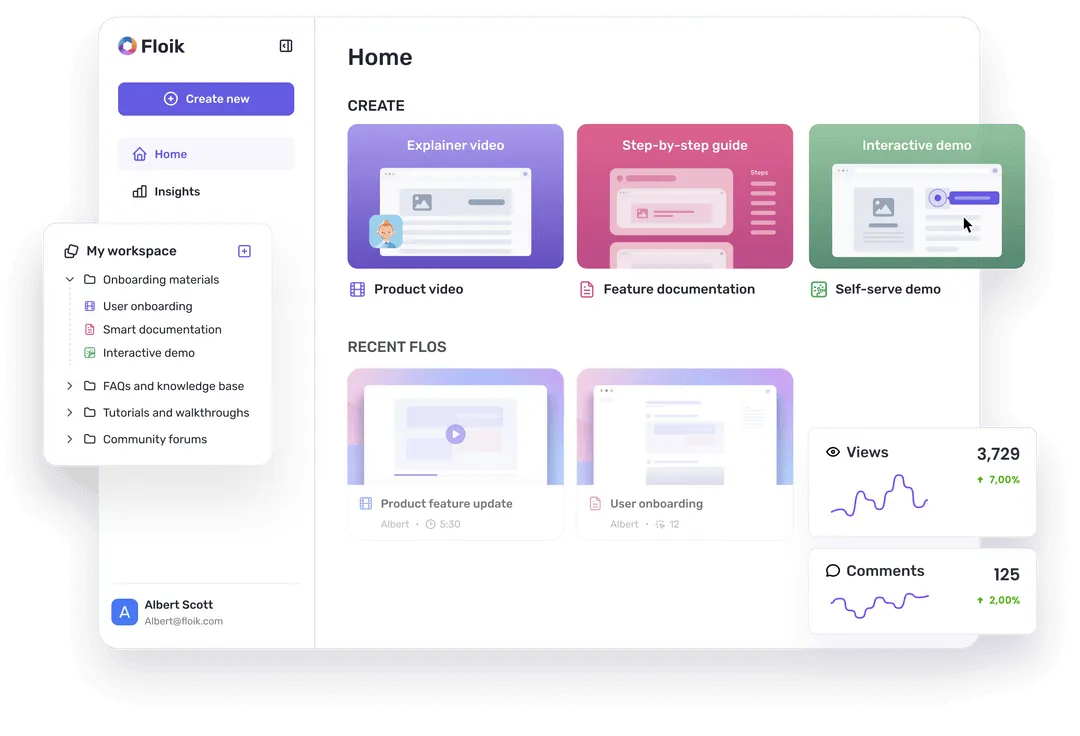 Floik
Create new
Home
Insights
My workspace
Onboarding materials
User onboarding
Smart documentation
Interactive demo
FAQs and knowledge base
Tutorials and walkthroughs
Community forums
A
Albert Scott
Albert@floik.com
Home
CREATE
Explainer video
Step-by-step guide
Steps
Interactive demo
Product video
Feature documentation
Self-serve demo
RECENT FLOS
Product feature update
Albert • 5:30
User onboarding
Albert • 12
Views
3,729
7,00%
Comments
125
2,00%